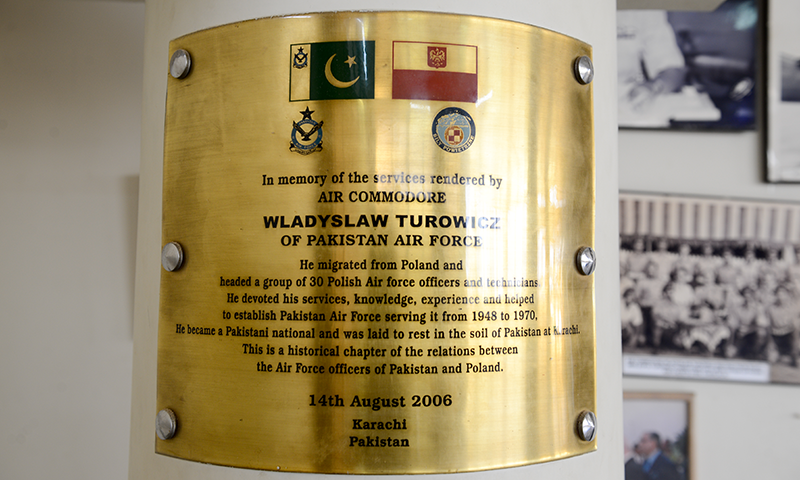 In memory of the services rendered by
AIR COMMODORE
WLADYSLAW TUROWICZ
OF PAKISTAN AIR FORCE
He migrated from Poland and
headed a group of 30 Polish Air force officers and technicians
He devoted his services, knowledge, experience and helped
to establish Pakistan Air Force serving it from 1948 to 1970,
He became a Pakistani national and was laid to rest in the soil of Pakistan at Karachi.
This is a historical chapter of the relations between
the Air Force officers of Pakistan and Poland.
14th August 2006
Karachi
Pakistan